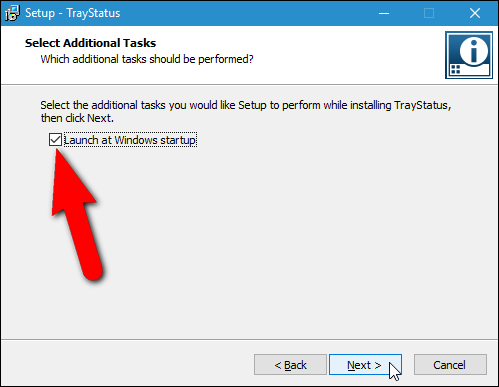 Setup - TrayStatus
Select Additional Tasks
Which additional tasks should be performed?
Select the additional tasks you would like Setup to perform while installing TrayStatus,
then click Next.
Launch at Windows startup
< Back
Next >
Cancel